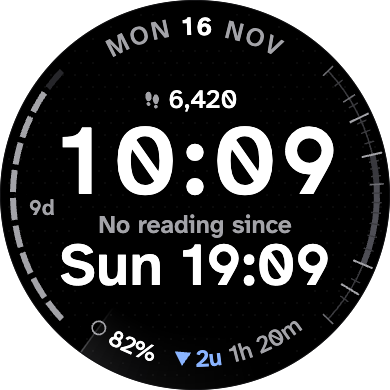 MON 16 NOV
6,420
10:09
9d
No reading since
Sun 19:09
82%
2u 1h 20m